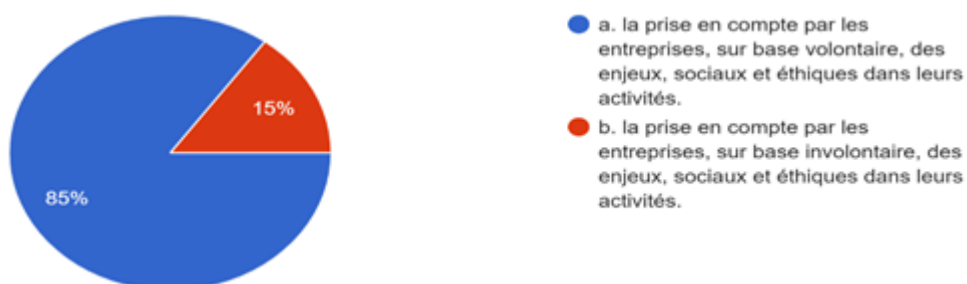 a. la prise en compte par les
entreprises, sur base volontaire, des
enjeux, sociaux et éthiques dans leurs
activités.
b. la prise en compte par les
entreprises, sur base involontaire, des
enjeux, sociaux et éthiques dans leurs
activités.
15%
85%